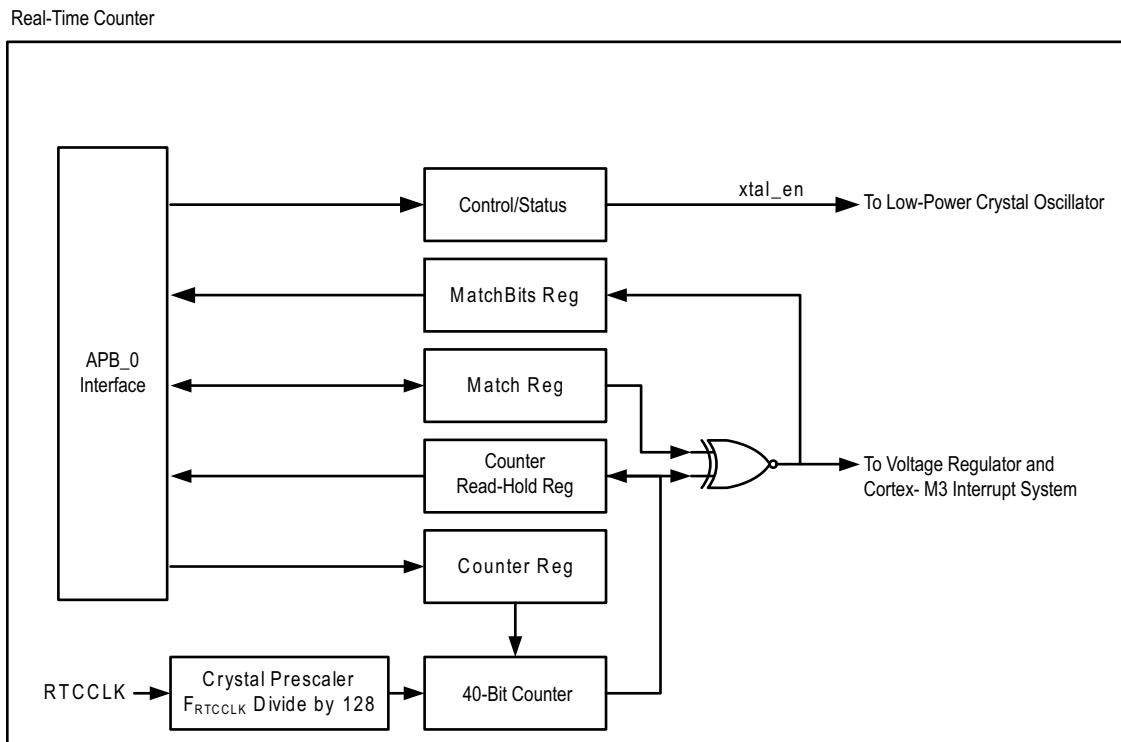 Real-Time Counter
Control/Status
xtal_en
To Low-Power Crystal Oscillator
MatchBits Reg
APB_0
Interface
Match Reg
Counter
Read-Hold Reg
To Voltage Regulator and
Cortex- M3 Interrupt System
Counter Reg
RTCCLK
Crystal Prescaler
FRTCCLK Divide by 128
40-Bit Counter